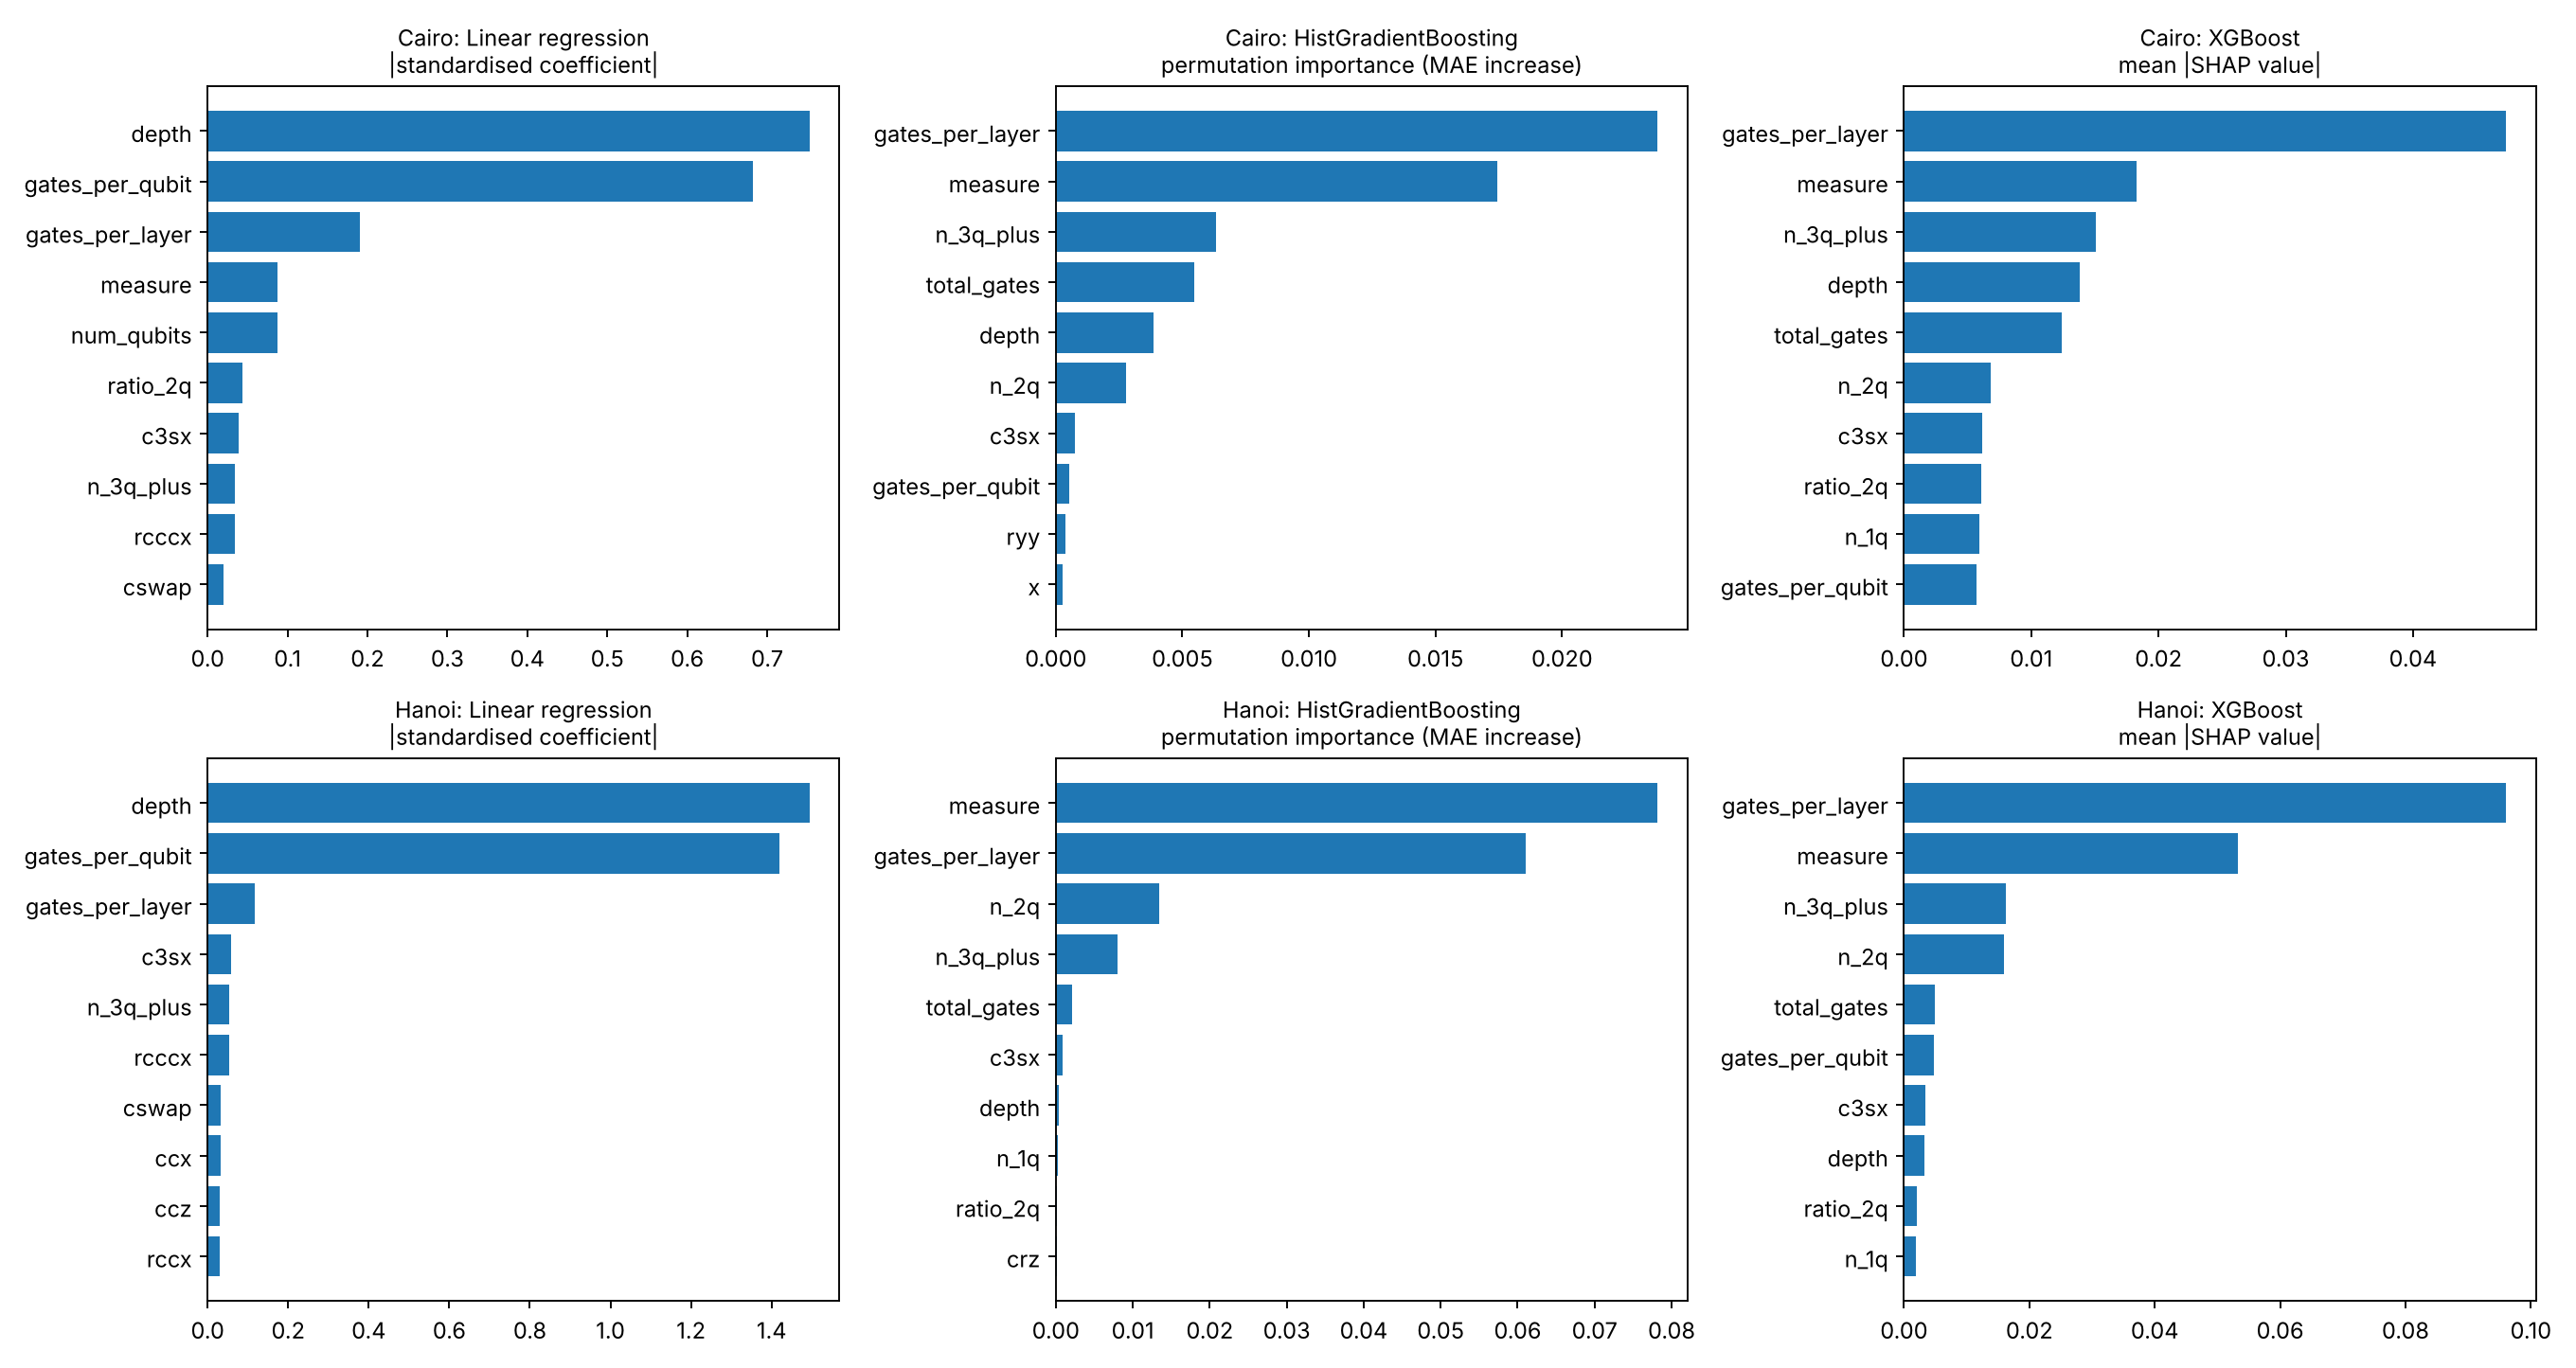 Cairo: Linear regression
|standardised coefficient|
depth
gates_per_qubit
gates_per_layer
measure
num_qubits
ratio_2q
c3sx
n_3q_plus
rcccx
cswap
0.0 0.1 0.2 0.3 0.4 0.5 0.6 0.7
Cairo: HistGradientBoosting
permutation importance (MAE increase)
gates_per_layer
measure
n_3q_plus
total_gates
depth
n_2q
c3sx
gates_per_qubit
ryy
x
0.000 0.005 0.010 0.015 0.020
Cairo: XGBoost
mean |SHAP value|
gates_per_layer
measure
n_3q_plus
depth
total_gates
n_2q
c3sx
ratio_2q
n_1q
gates_per_qubit
0.00 0.01 0.02 0.03 0.04
Hanoi: Linear regression
|standardised coefficient|
depth
gates_per_qubit
gates_per_layer
c3sx
n_3q_plus
rcccx
cswap
ccx
ccz
rccx
0.0 0.2 0.4 0.6 0.8 1.0 1.2 1.4
Hanoi: HistGradientBoosting
permutation importance (MAE increase)
measure
gates_per_layer
n_2q
n_3q_plus
total_gates
c3sx
depth
n_1q
ratio_2q
crz
0.00 0.01 0.02 0.03 0.04 0.05 0.06 0.07 0.08
Hanoi: XGBoost
mean |SHAP value|
gates_per_layer
measure
n_3q_plus
n_2q
total_gates
gates_per_qubit
c3sx
depth
ratio_2q
n_1q
0.00 0.02 0.04 0.06 0.08 0.10